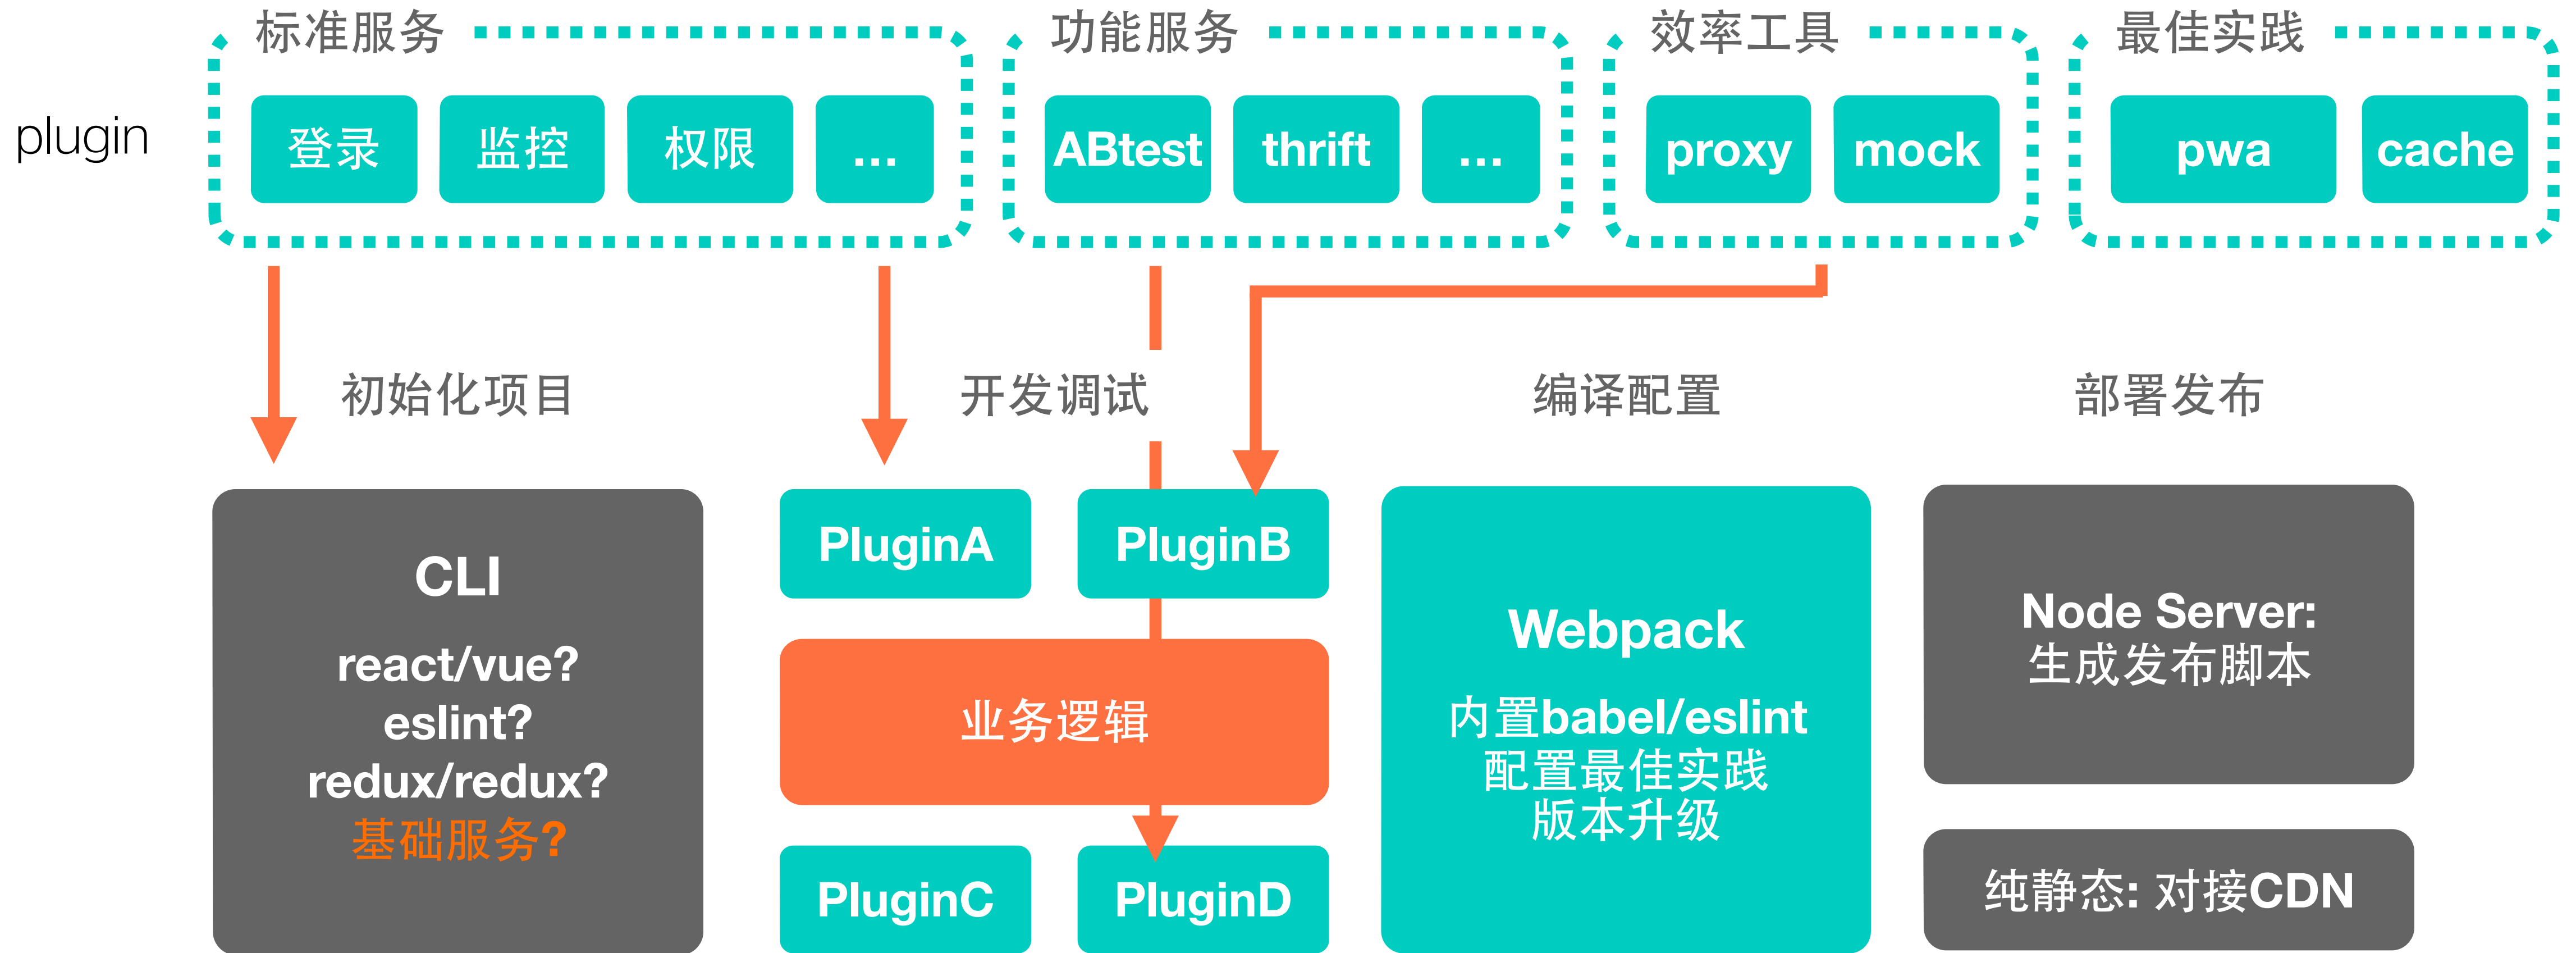 标准服务
功能服务
效率工具
最佳实践
plugin
登录
监控
权限
...
ABtest
thrift
...
proxy
mock
pwa
cache
初始化项目
开发调试
编译配置
部署发布
CLI
react/vue?
eslint?
redux/redux?
基础服务?
PluginA
PluginB
业务逻辑
PluginC
PluginD
Webpack
内置babel/eslint
配置最佳实践
版本升级
Node Server:
生成发布脚本
纯静态: 对接CDN